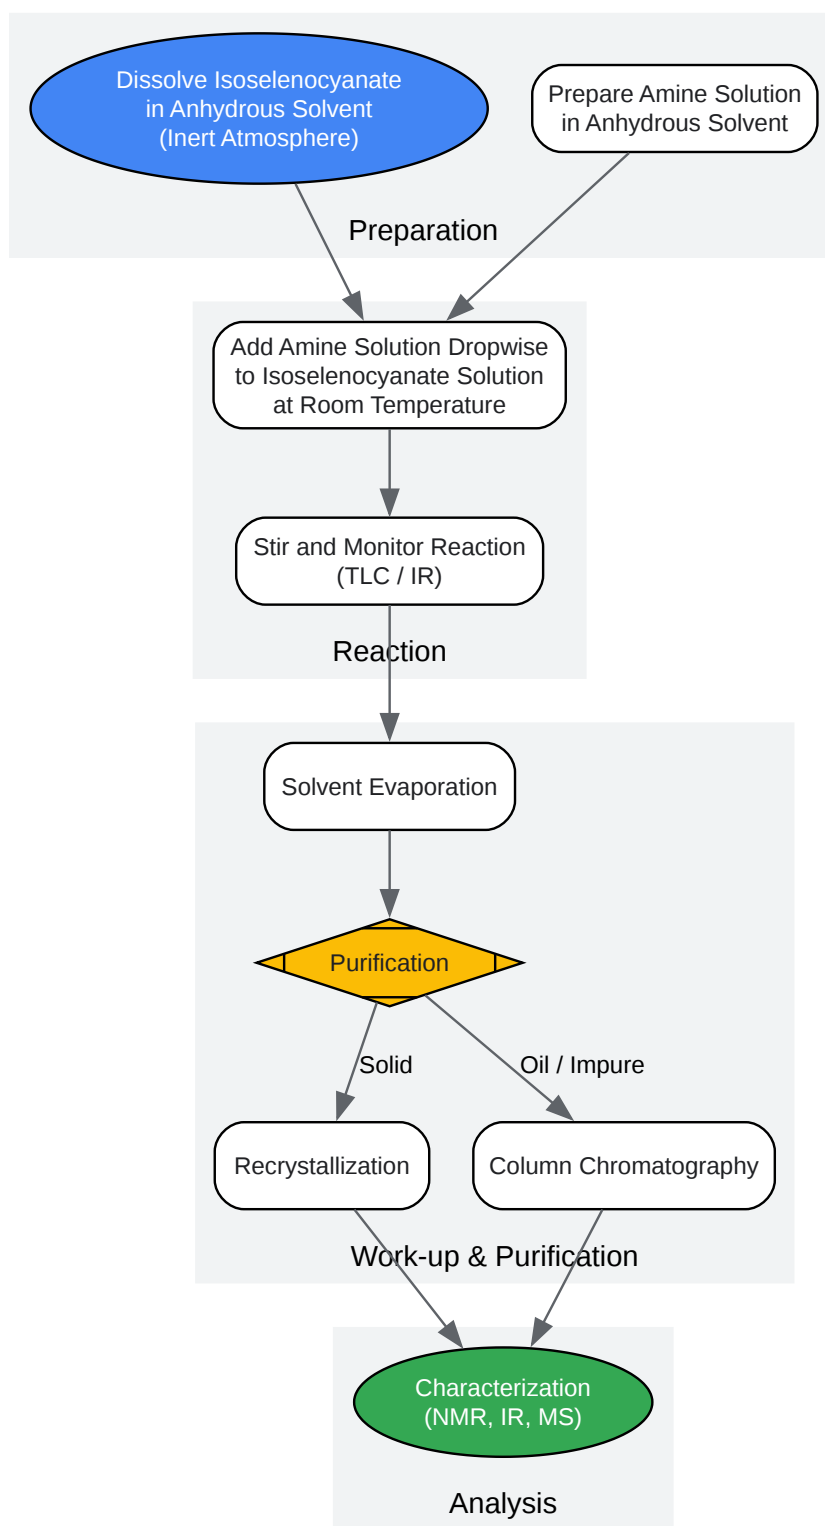 Dissolve Isoselenocyanate
in Anhydrous Solvent
(Inert Atmosphere)
Prepare Amine Solution
in Anhydrous Solvent
Preparation
Add Amine Solution Dropwise
to Isoselenocyanate Solution
at Room Temperature
Stir and Monitor Reaction
(TLC / IR)
Reaction
Solvent Evaporation
Purification
Solid
Oil / Impure
Recrystallization
Column Chromatography
Work-up & Purification
Characterization
(NMR, IR, MS)
Analysis